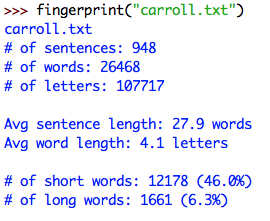 >>> fingerprint("carroll.txt")
carroll.txt
# of sentences: 948
# of words: 26468
# of letters: 107717
Avg sentence length: 27.9 words
Avg word length: 4.1 letters
# of short words: 12178 (46.0%)
# of long words: 1661 (6.3%)